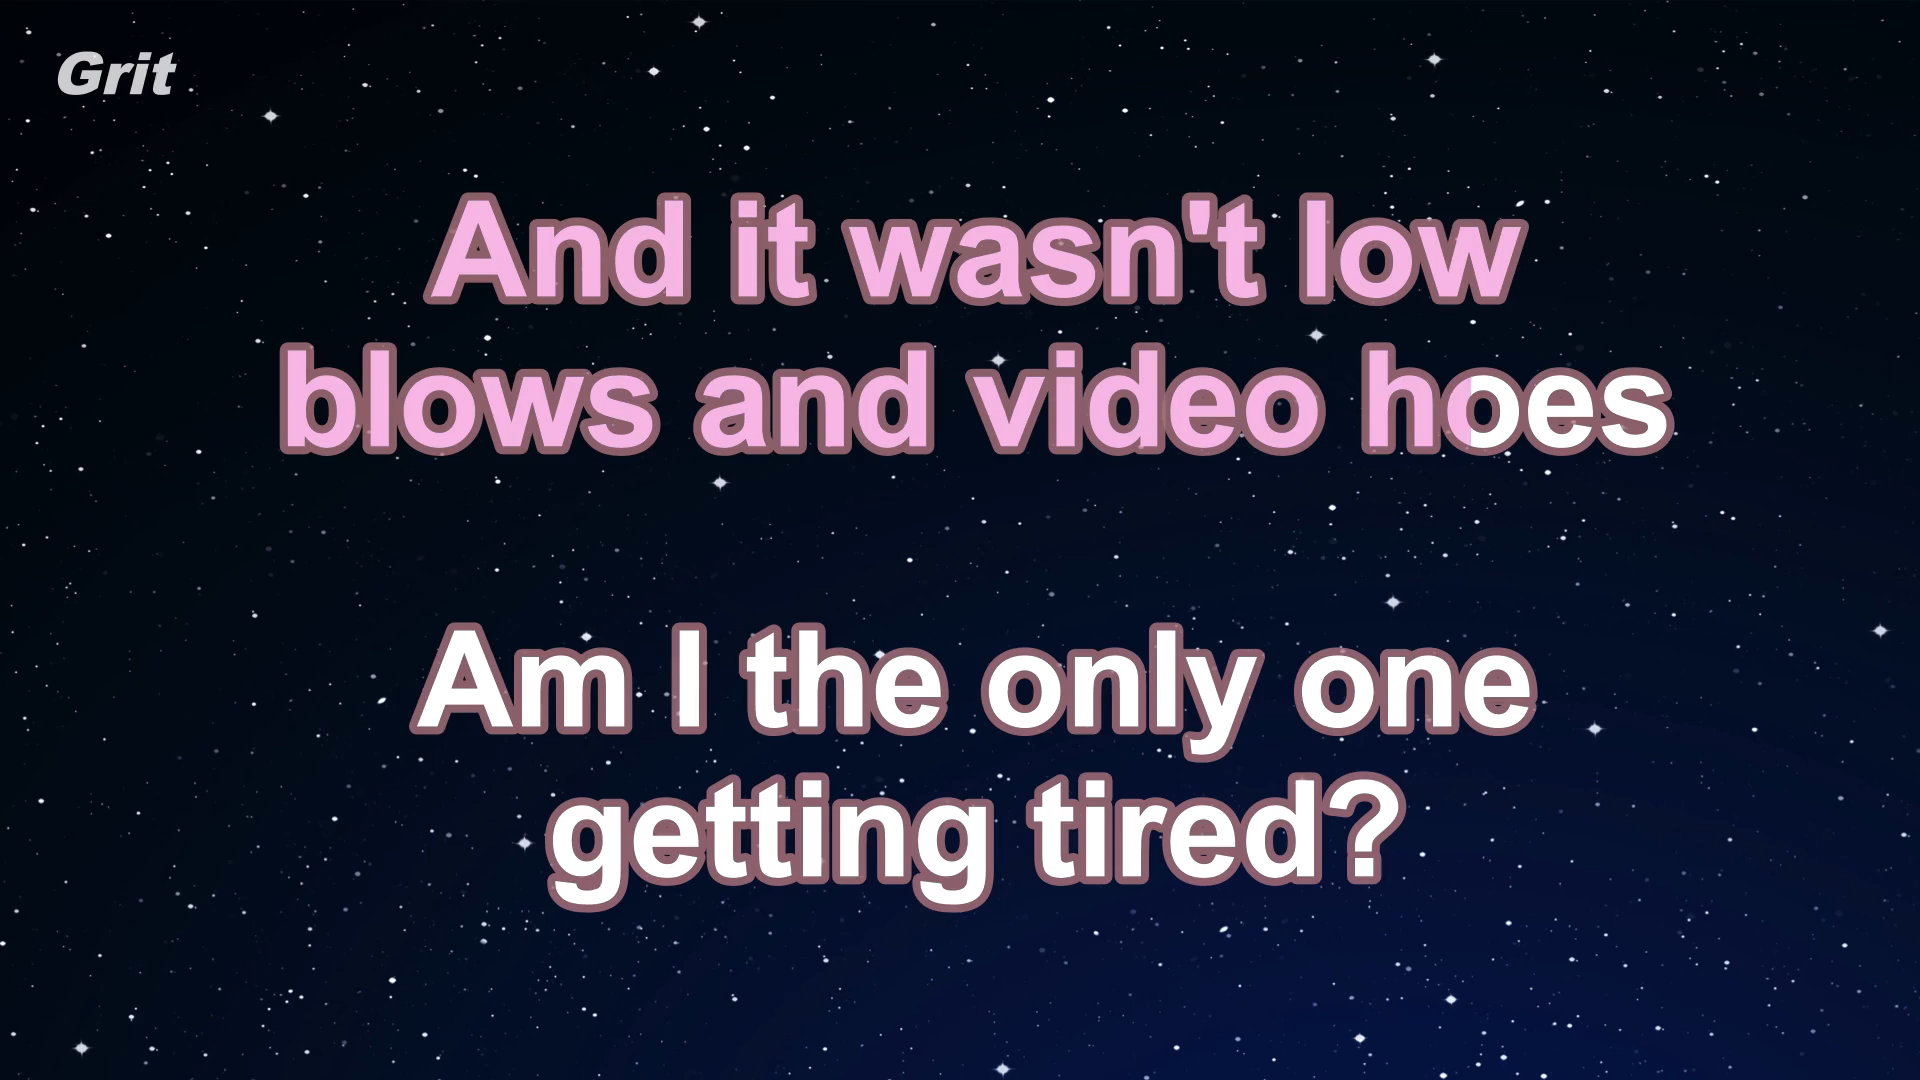 Grit
And it wasn't low
blows and video hoes
Am I the only one
getting tired?